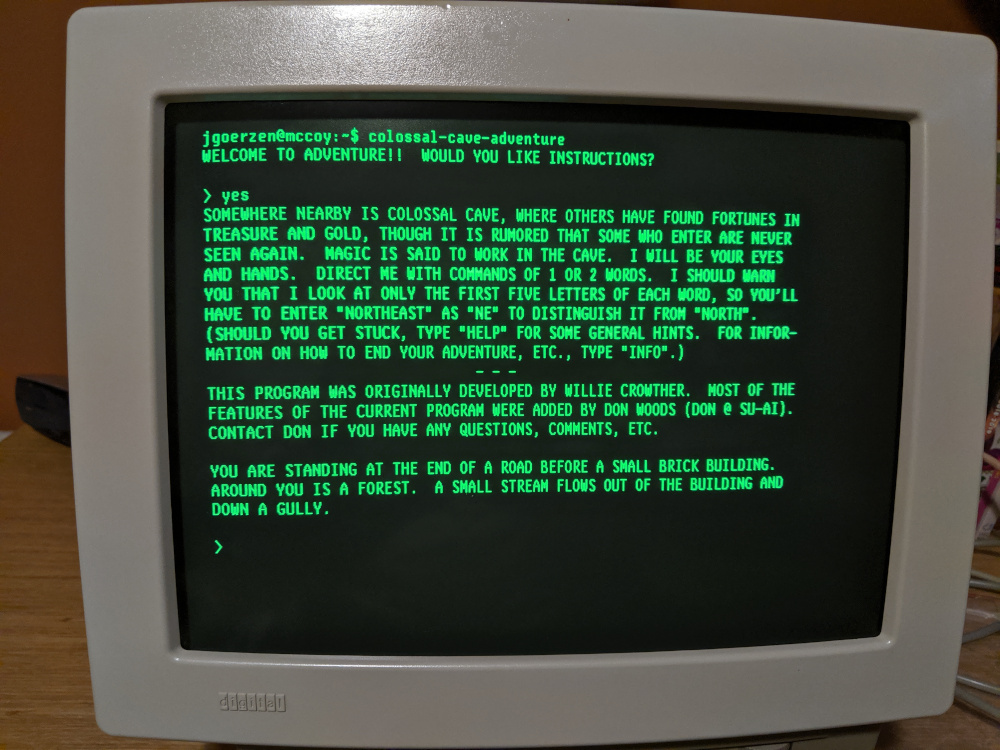 jgoerzen@mccoy:~$ colossal-cave-adventure
WELCOME TO ADVENTURE!!  WOULD YOU LIKE INSTRUCTIONS?
> yes
SOMEWHERE NEARBY IS COLOSSAL CAVE, WHERE OTHERS HAVE FOUND FORTUNES IN
TREASURE AND GOLD, THOUGH IT IS RUMORED THAT SOME WHO ENTER ARE NEVER
SEEN AGAIN.  MAGIC IS SAID TO WORK IN THE CAVE.  I WILL BE YOUR EYES
AND HANDS.  DIRECT ME WITH COMMANDS OF 1 OR 2 WORDS.  I SHOULD WARN
YOU THAT I LOOK AT ONLY THE FIRST FIVE LETTERS OF EACH WORD, SO YOU'LL
HAVE TO ENTER "NORTHEAST" AS "NE" TO DISTINGUISH IT FROM "NORTH".
(SHOULD YOU GET STUCK, TYPE "HELP" FOR SOME GENERAL HINTS.  FOR INFOR-
MATION ON HOW TO END YOUR ADVENTURE, ETC., TYPE "INFO".)
- - -
THIS PROGRAM WAS ORIGINALLY DEVELOPED BY WILLIE CROWTHER.  MOST OF THE
FEATURES OF THE CURRENT PROGRAM WERE ADDED BY DON WOODS (DON @ SU-AI).
CONTACT DON IF YOU HAVE ANY QUESTIONS, COMMENTS, ETC.
YOU ARE STANDING AT THE END OF A ROAD BEFORE A SMALL BRICK BUILDING.
AROUND YOU IS A FOREST.  A SMALL STREAM FLOWS OUT OF THE BUILDING AND
DOWN A GULLY.
>
digital